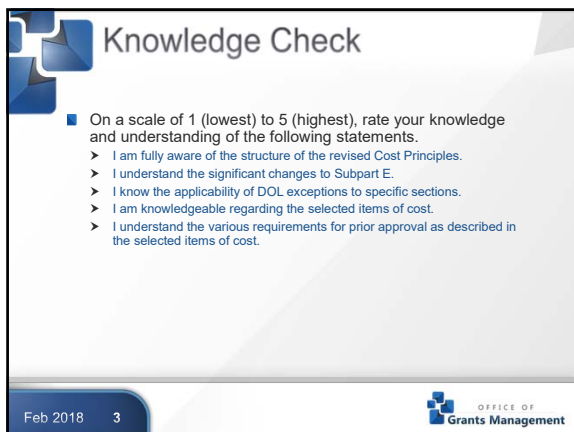 Knowledge Check
On a scale of 1 (lowest) to 5 (highest), rate your knowledge
and understanding of the following statements.
➤ I am fully aware of the structure of the revised Cost Principles.
➤ I understand the significant changes to Subpart E.
➤ I know the applicability of DOL exceptions to specific sections.
➤ I am knowledgeable regarding the selected items of cost.
➤ I understand the various requirements for prior approval as described in
the selected items of cost.
Feb 2018 3
OFFICE OF
Grants Management